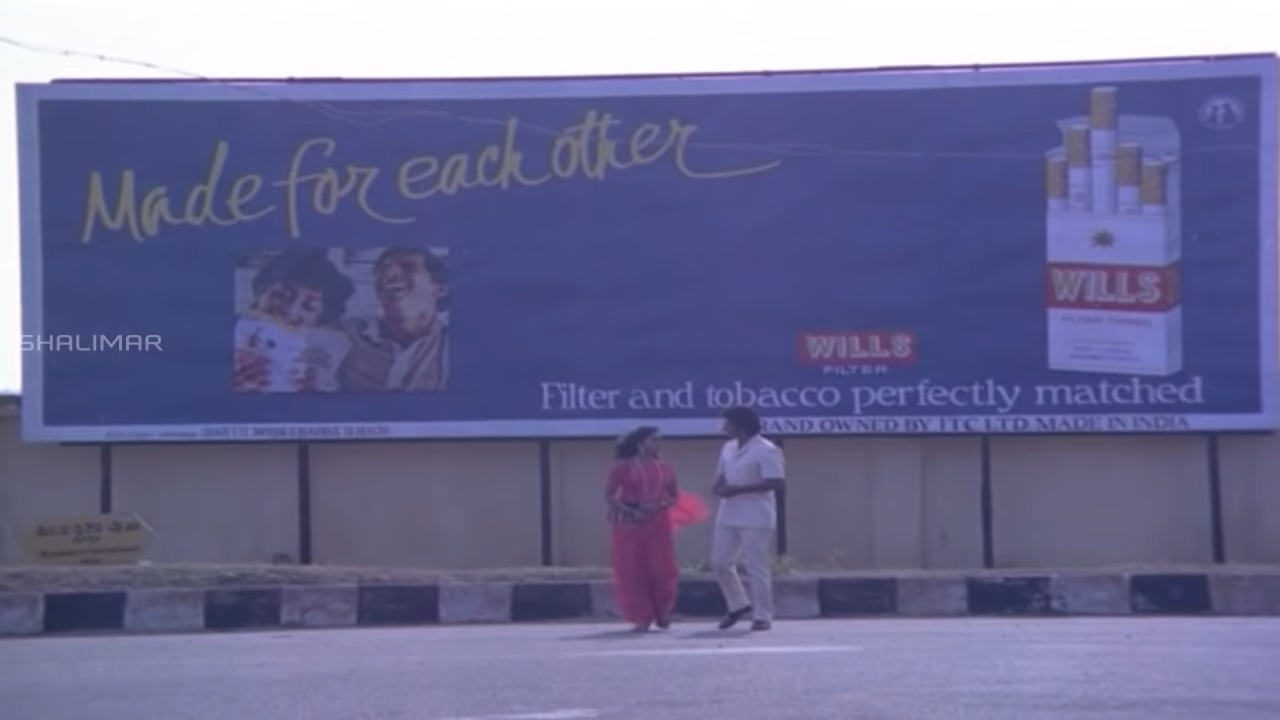 Made for each other
SHALIMAR
WILLS
WILLS
FILTER
Filter and tobacco perfectly matched
BRAND OWNED BY ITC LTD MADE IN INDIA